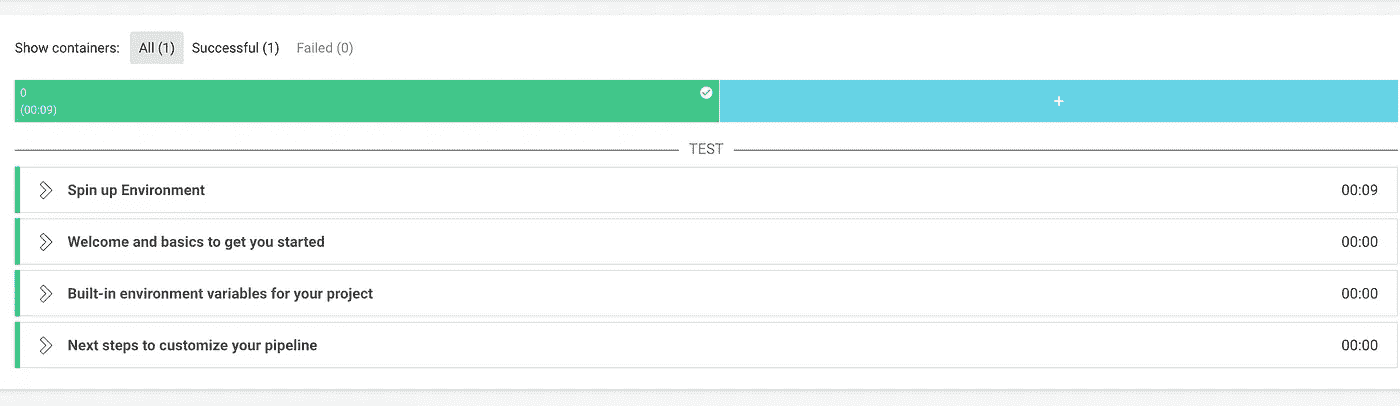 Show containers: All (1) Successful (1) Failed (0)
0
(00:09)
+
TEST
Spin up Environment 00:09
Welcome and basics to get you started 00:00
Built-in environment variables for your project 00:00
Next steps to customize your pipeline 00:00